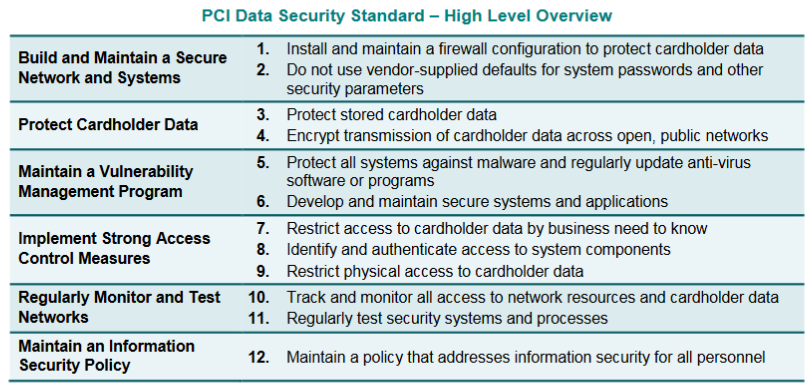 PCI Data Security Standard – High Level Overview
Build and Maintain a Secure
Network and Systems
1. Install and maintain a firewall configuration to protect cardholder data
2. Do not use vendor-supplied defaults for system passwords and other
security parameters
Protect Cardholder Data
3. Protect stored cardholder data
4. Encrypt transmission of cardholder data across open, public networks
Maintain a Vulnerability
Management Program
5. Protect all systems against malware and regularly update anti-virus
software or programs
6. Develop and maintain secure systems and applications
Implement Strong Access
Control Measures
7. Restrict access to cardholder data by business need to know
8. Identify and authenticate access to system components
9. Restrict physical access to cardholder data
Regularly Monitor and Test
Networks
10. Track and monitor all access to network resources and cardholder data
11. Regularly test security systems and processes
Maintain an Information
Security Policy
12. Maintain a policy that addresses information security for all personnel